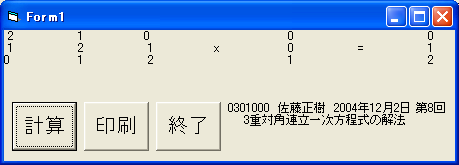 Form1
2 1 0 0 0
1 2 1 x 0 = 1
0 1 2 1 2
計算 印刷 終了
0301000 佐藤正樹 2004年12月2日 第8回
3重対角連立一次方程式の解法